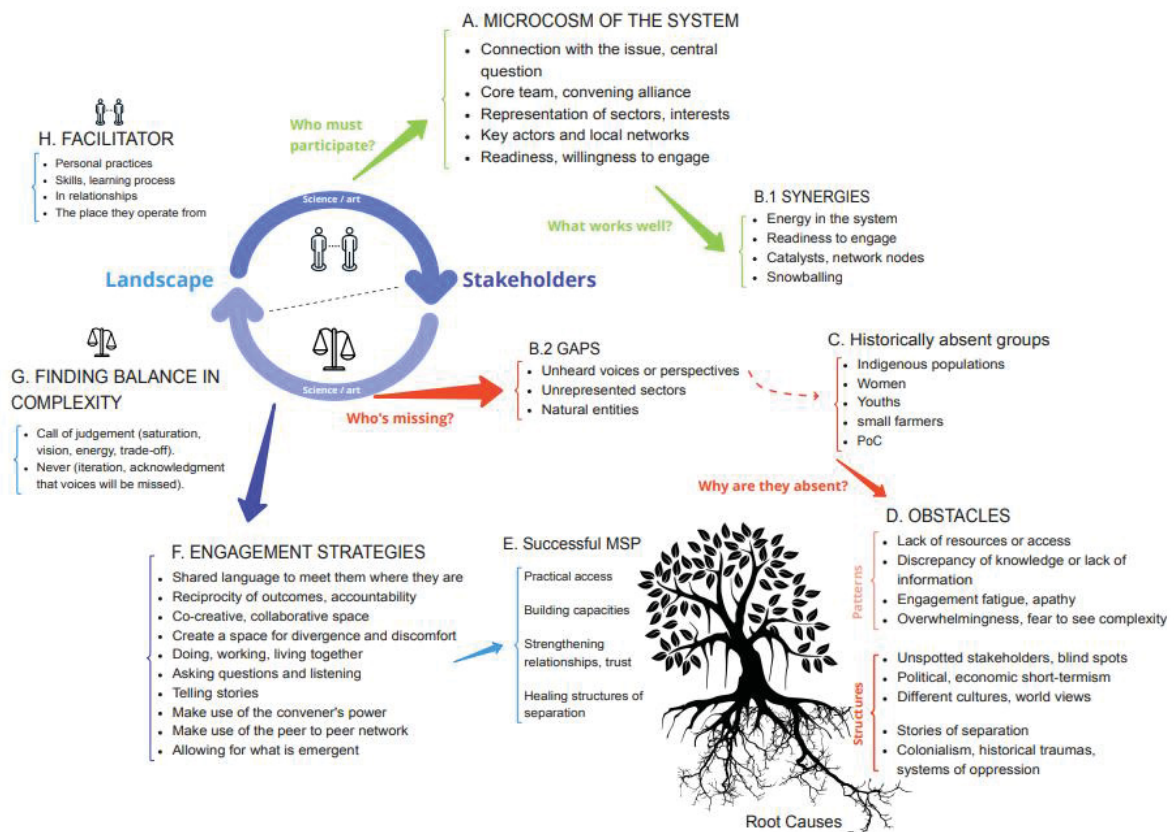 A. MICROCOSM OF THE SYSTEM
• Connection with the issue, central
question
• Core team, convening alliance
• Representation of sectors, interests
• Key actors and local networks
• Readiness, willingness to engage
Who must
participate?
H. FACILITATOR
• Personal practices
• Skills, learning process
• In relationships
• The place they operate from
Science / art
What works well?
B.1 SYNERGIES
• Energy in the system
• Readiness to engage
• Catalysts, network nodes
• Snowballing
Landscape
Stakeholders
Science / art
Who's missing?
B.2 GAPS
• Unheard voices or perspectives
• Unrepresented sectors
• Natural entities
C. Historically absent groups
• Indigenous populations
• Women
• Youths
• small farmers
• PoC
G. FINDING BALANCE IN
COMPLEXITY
• Call of judgement (saturation,
vision, energy, trade-off).
• Never (iteration, acknowledgment
that voices will be missed).
Why are they absent?
D. OBSTACLES
Patterns
• Lack of resources or access
• Discrepancy of knowledge or lack of
information
• Engagement fatigue, apathy
• Overwhelmingness, fear to see complexity
Structures
• Unspotted stakeholders, blind spots
• Political, economic short-termism
• Different cultures, world views
• Stories of separation
• Colonialism, historical traumas,
systems of oppression
Root Causes
E. Successful MSP
Practical access
Building capacities
Strengthening
relationships, trust
Healing structures of
separation
F. ENGAGEMENT STRATEGIES
• Shared language to meet them where they are
• Reciprocity of outcomes, accountability
• Co-creative, collaborative space
• Create a space for divergence and discomfort
• Doing, working, living together
• Asking questions and listening
• Telling stories
• Make use of the convener's power
• Make use of the peer to peer network
• Allowing for what is emergent